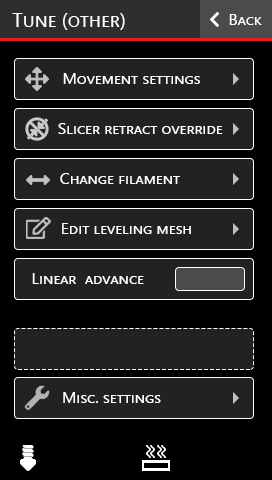 Tune (other)
Back
Movement settings
Slicer retract override
Change filament
Edit leveling mesh
Linear advance
Misc. settings